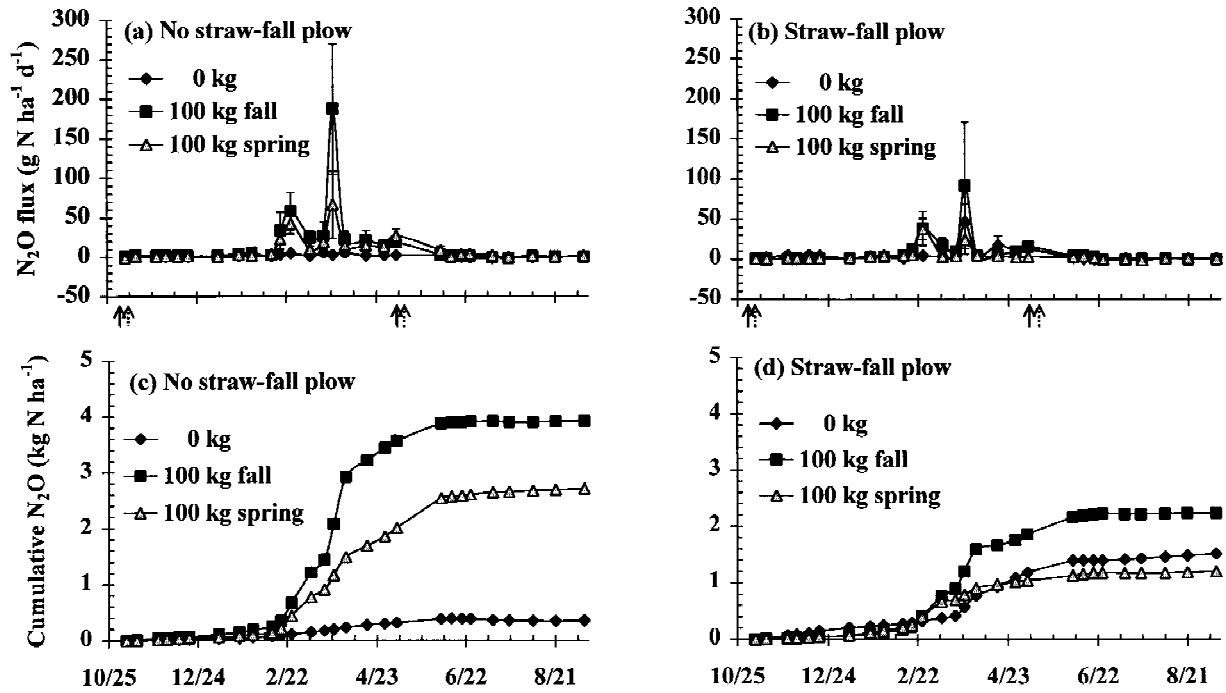 N₂O flux (g N ha⁻¹ d⁻¹)
300
250
200
150
100
50
0
-50
(a) No straw-fall plow
0 kg
100 kg fall
100 kg spring
300
250
200
150
100
50
0
-50
(b) Straw-fall plow
0 kg
100 kg fall
100 kg spring
Cumulative N₂O (kg N ha⁻¹)
5
4
3
2
1
0
(c) No straw-fall plow
0 kg
100 kg fall
100 kg spring
10/25 12/24 2/22 4/23 6/22 8/21
5
4
3
2
1
0
(d) Straw-fall plow
0 kg
100 kg fall
100 kg spring
10/25 12/24 2/22 4/23 6/22 8/21